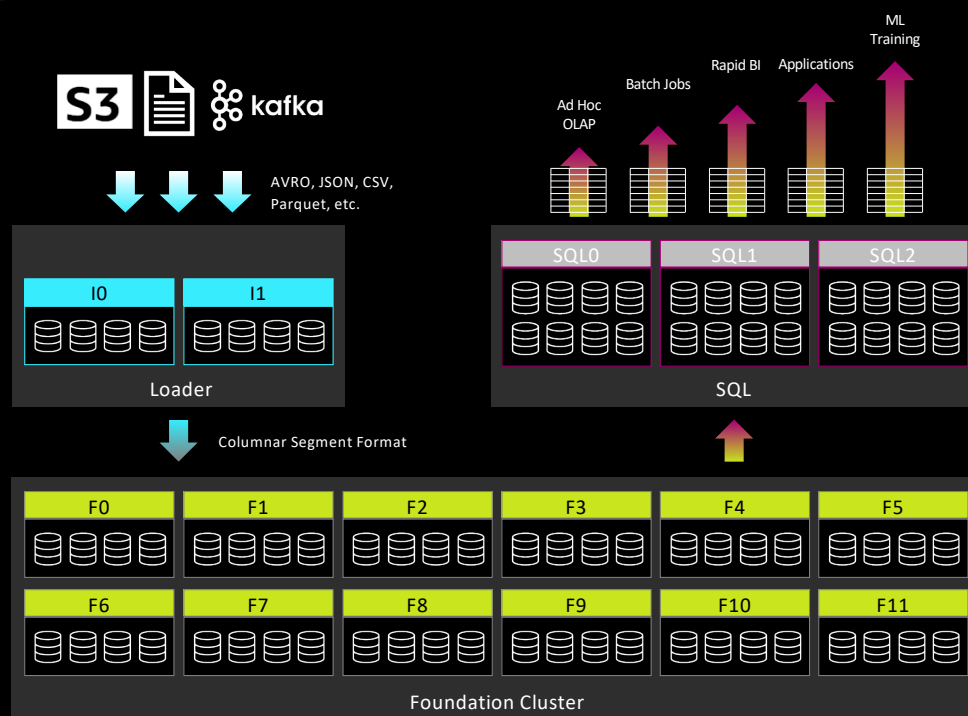 S3
kafka
AVRO, JSON, CSV,
Parquet, etc.
Ad Hoc
OLAP
Batch Jobs
Rapid BI
Applications
ML
Training
I0
I1
Loader
SQL0
SQL1
SQL2
SQL
Columnar Segment Format
F0
F1
F2
F3
F4
F5
F6
F7
F8
F9
F10
F11
Foundation Cluster